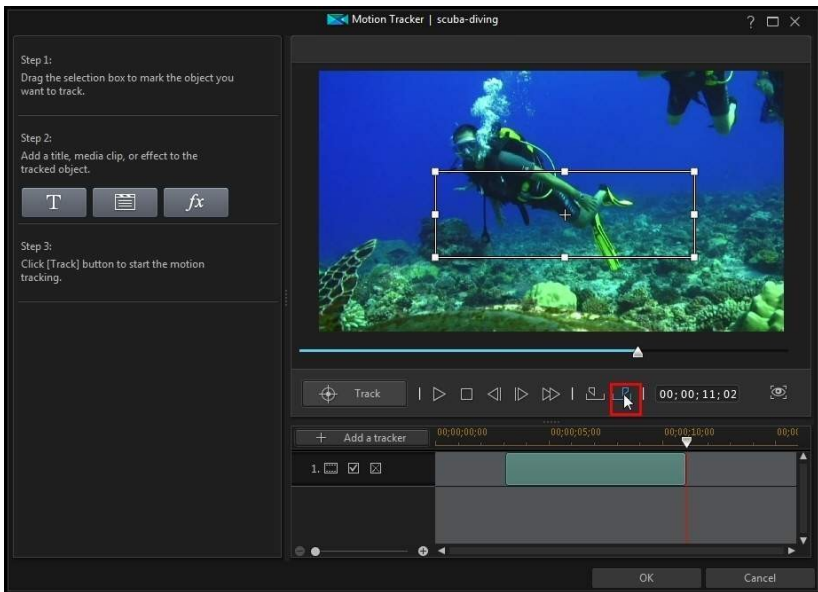 Motion Tracker | scuba-diving
?
Step 1:
Drag the selection box to mark the object you
want to track.
Step 2:
Add a title, media clip, or effect to the
tracked object.
T fx
Step 3:
Click [Track] button to start the motion
tracking.
Track 00;00;11;02
+ Add a tracker 00;00;00;00 00;00;05;00 00;00;10;00 00;00
1.
OK Cancel